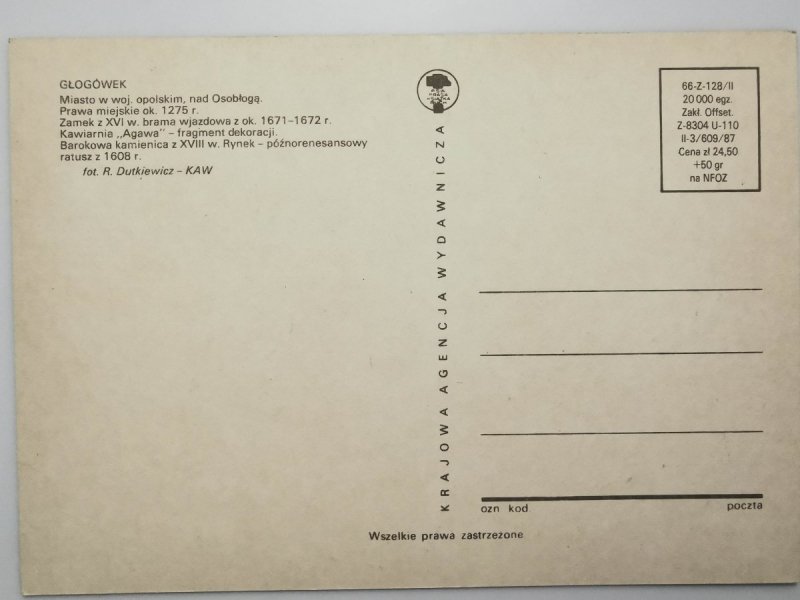 GŁOGÓWEK
Miasto w woj. opolskim, nad Osobłogą.
Prawa miejskie ok. 1275 r.
Zamek z XVI w. brama wjazdowa z ok. 1671–1672 r.
Kawiarnia „Agawa" – fragment dekoracji.
Barokowa kamienica z XVIII w. Rynek – późnorenesansowy
ratusz z 1608 r.
fot. R. Dutkiewicz – KAW
KRAJOWA AGENCJA WYDAWNICZA
66-Z-128/II
20 000 egz.
Zakł. Offset.
Z-8304 U-110
II-3/609/87
Cena zł 24,50
+50 gr
na NFOZ
ozn kod.
poczta
Wszelkie prawa zastrzeżone